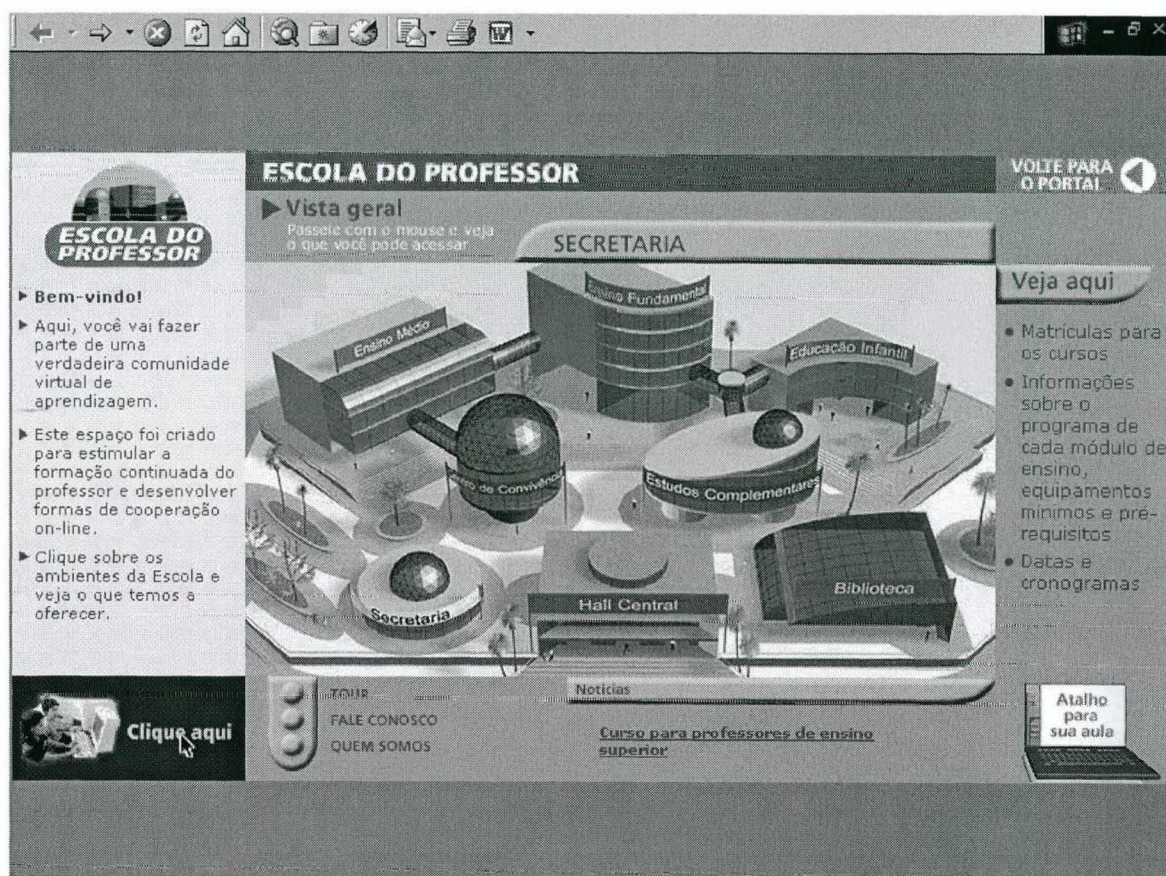 ESCOLA DO PROFESSOR
VOLTE PARA
O PORTAL
Vista geral
Passeie com o mouse e veja
o que você pode acessar
SECRETARIA
ESCOLA DO
PROFESSOR
Bem-vindo!
Aqui, você vai fazer
parte de uma
verdadeira comunidade
virtual de
aprendizagem.
Este espaço foi criado
para estimular a
formação continuada do
professor e desenvolver
formas de cooperação
on-line.
Clique sobre os
ambientes da Escola e
veja o que temos a
oferecer.
Clique aqui
Ensino Fundamental
Ensino Médio
Educação Infantil
de Convivência
Estudos Complementares
Secretaria
Hall Central
Biblioteca
Veja aqui
Matrículas para
os cursos
Informações
sobre o
programa de
cada módulo de
ensino,
equipamentos
mínimos e pré-
requisitos
Datas e
cronogramas
TOUR
FALE CONOSCO
QUEM SOMOS
Notícias
Curso para professores de ensino
superior
Atalho
para
sua aula